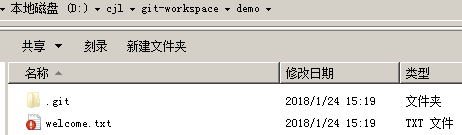 本地磁盘 (D:) ▸ cjl ▸ git-workspace ▸ demo ▸
共享 ▼ 刻录 新建文件夹
名称 修改日期 类型
.git 2018/1/24 15:19 文件夹
welcome.txt 2018/1/24 15:19 TXT 文件